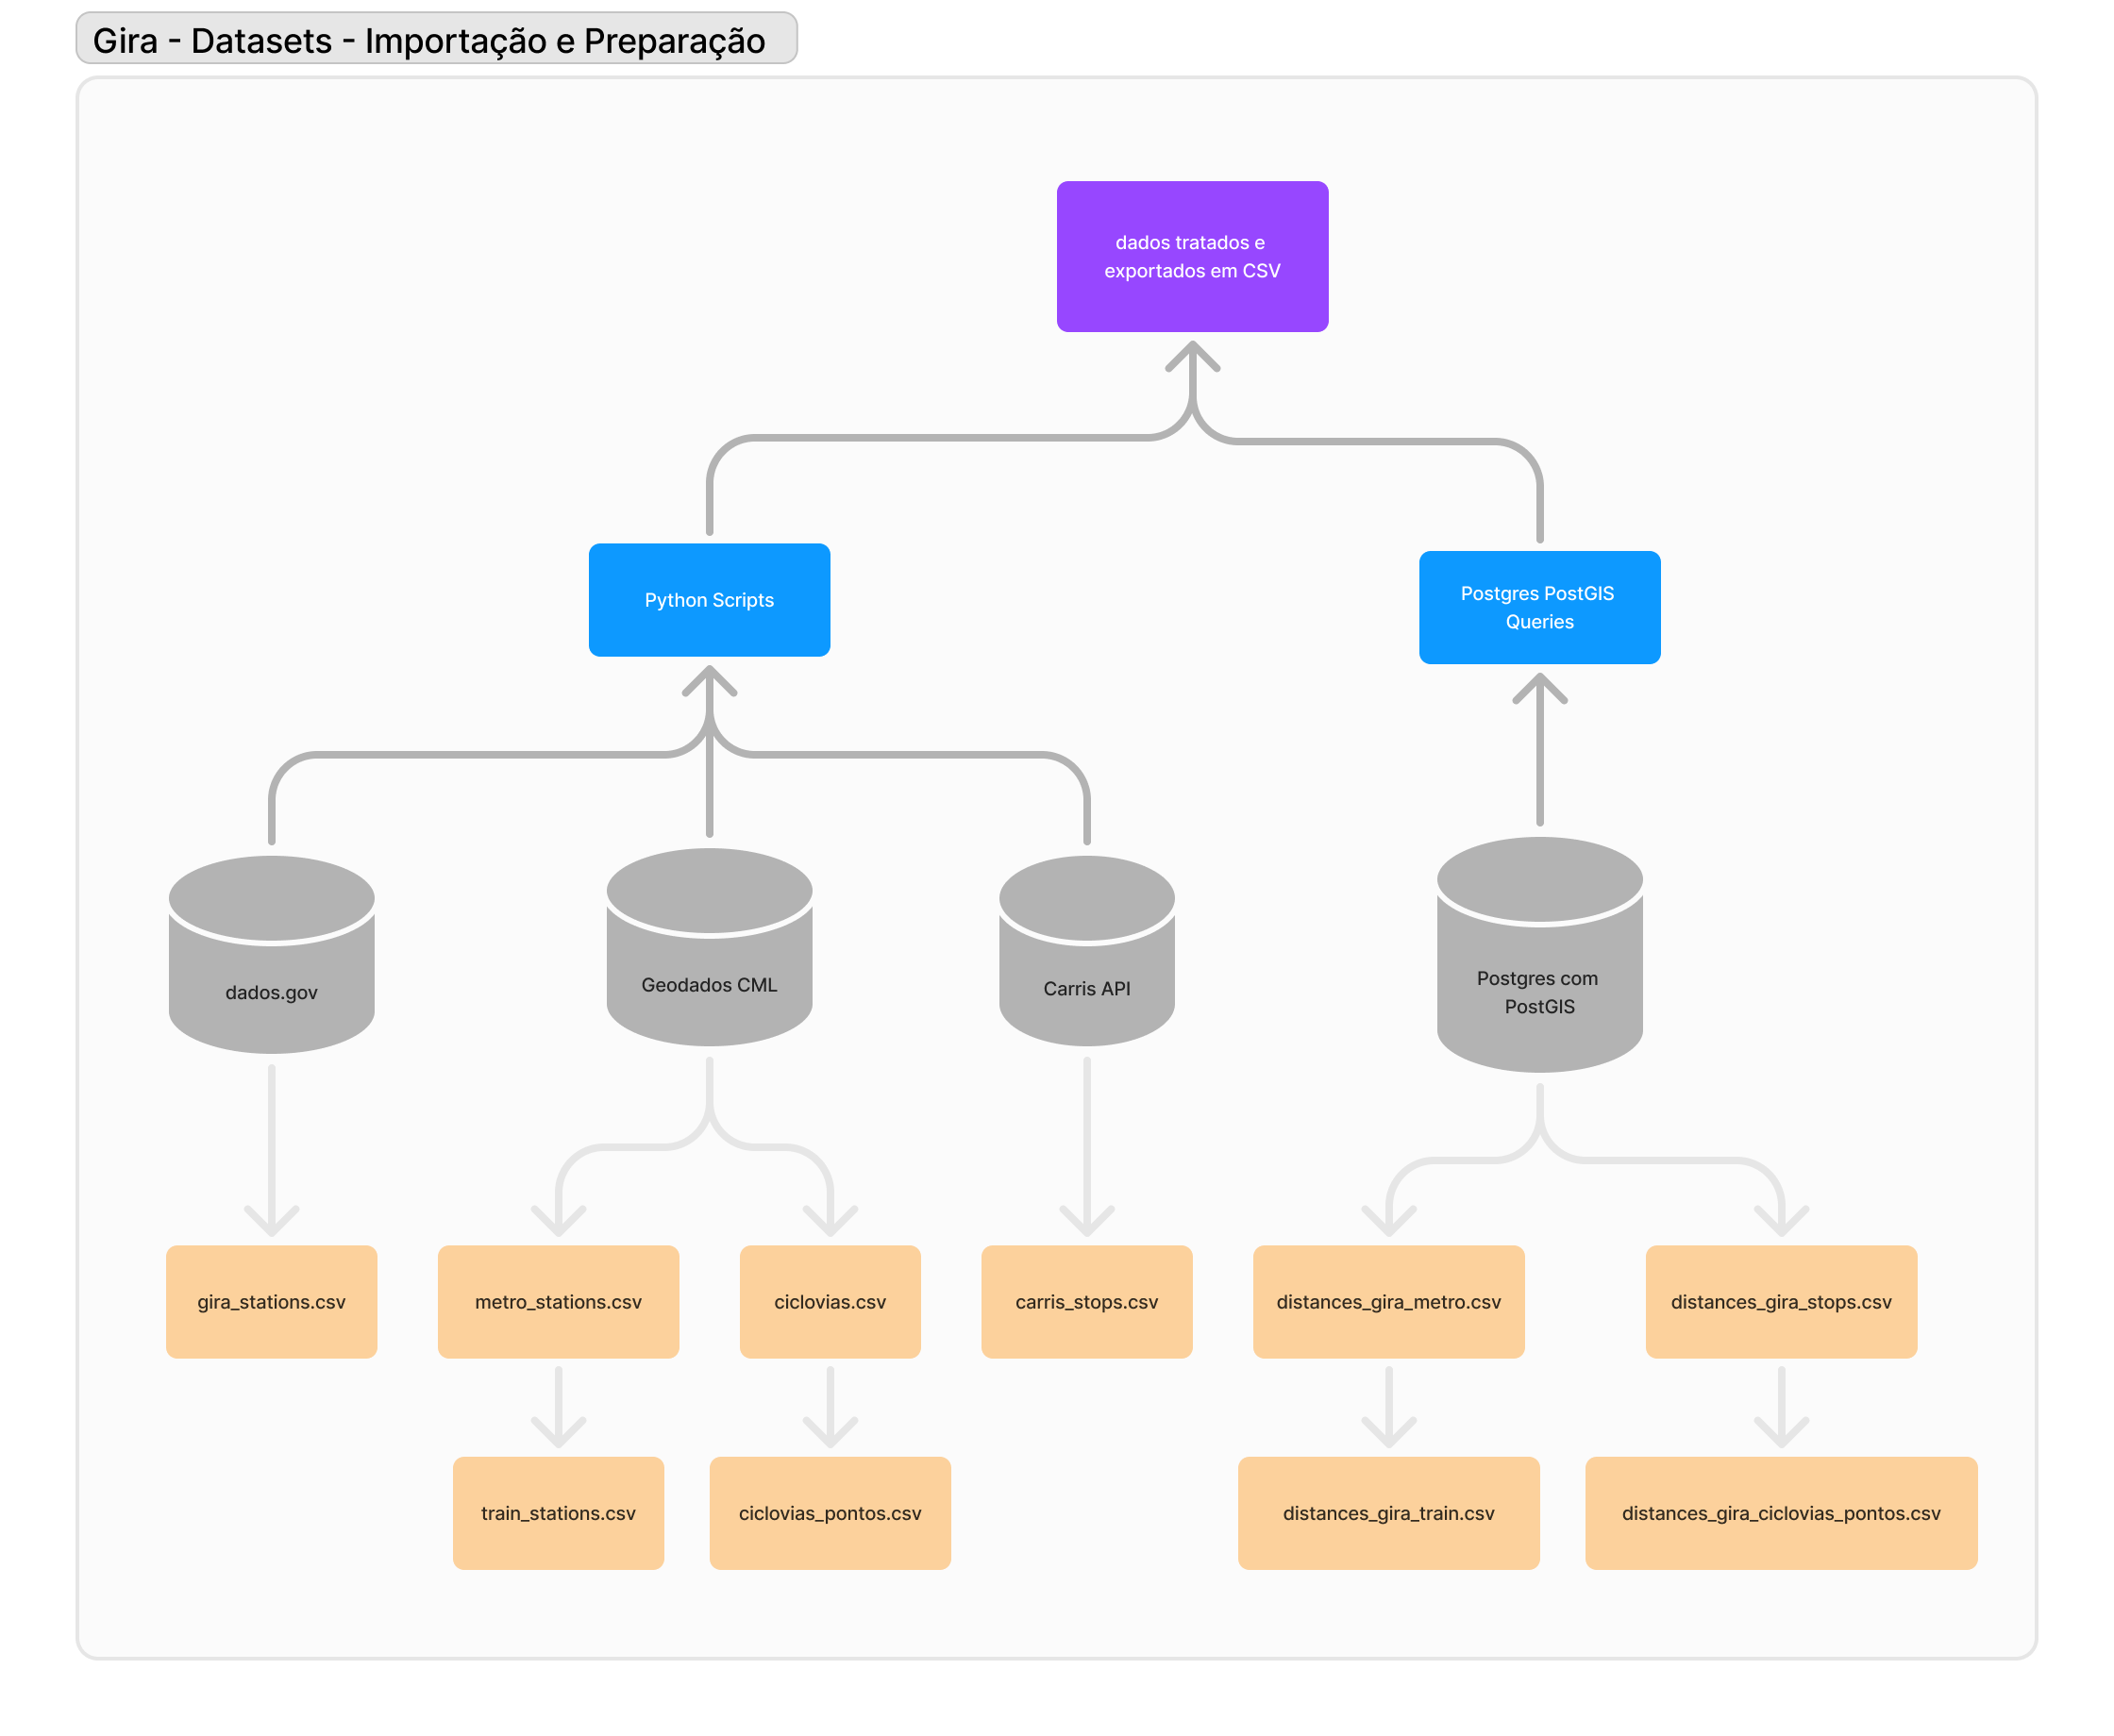 Gira - Datasets - Importação e Preparação
dados tratados e
exportados em CSV
Python Scripts
Postgres PostGIS
Queries
dados.gov
Geodados CML
Carris API
Postgres com
PostGIS
gira_stations.csv
metro_stations.csv
ciclovias.csv
carris_stops.csv
distances_gira_metro.csv
distances_gira_stops.csv
train_stations.csv
ciclovias_pontos.csv
distances_gira_train.csv
distances_gira_ciclovias_pontos.csv